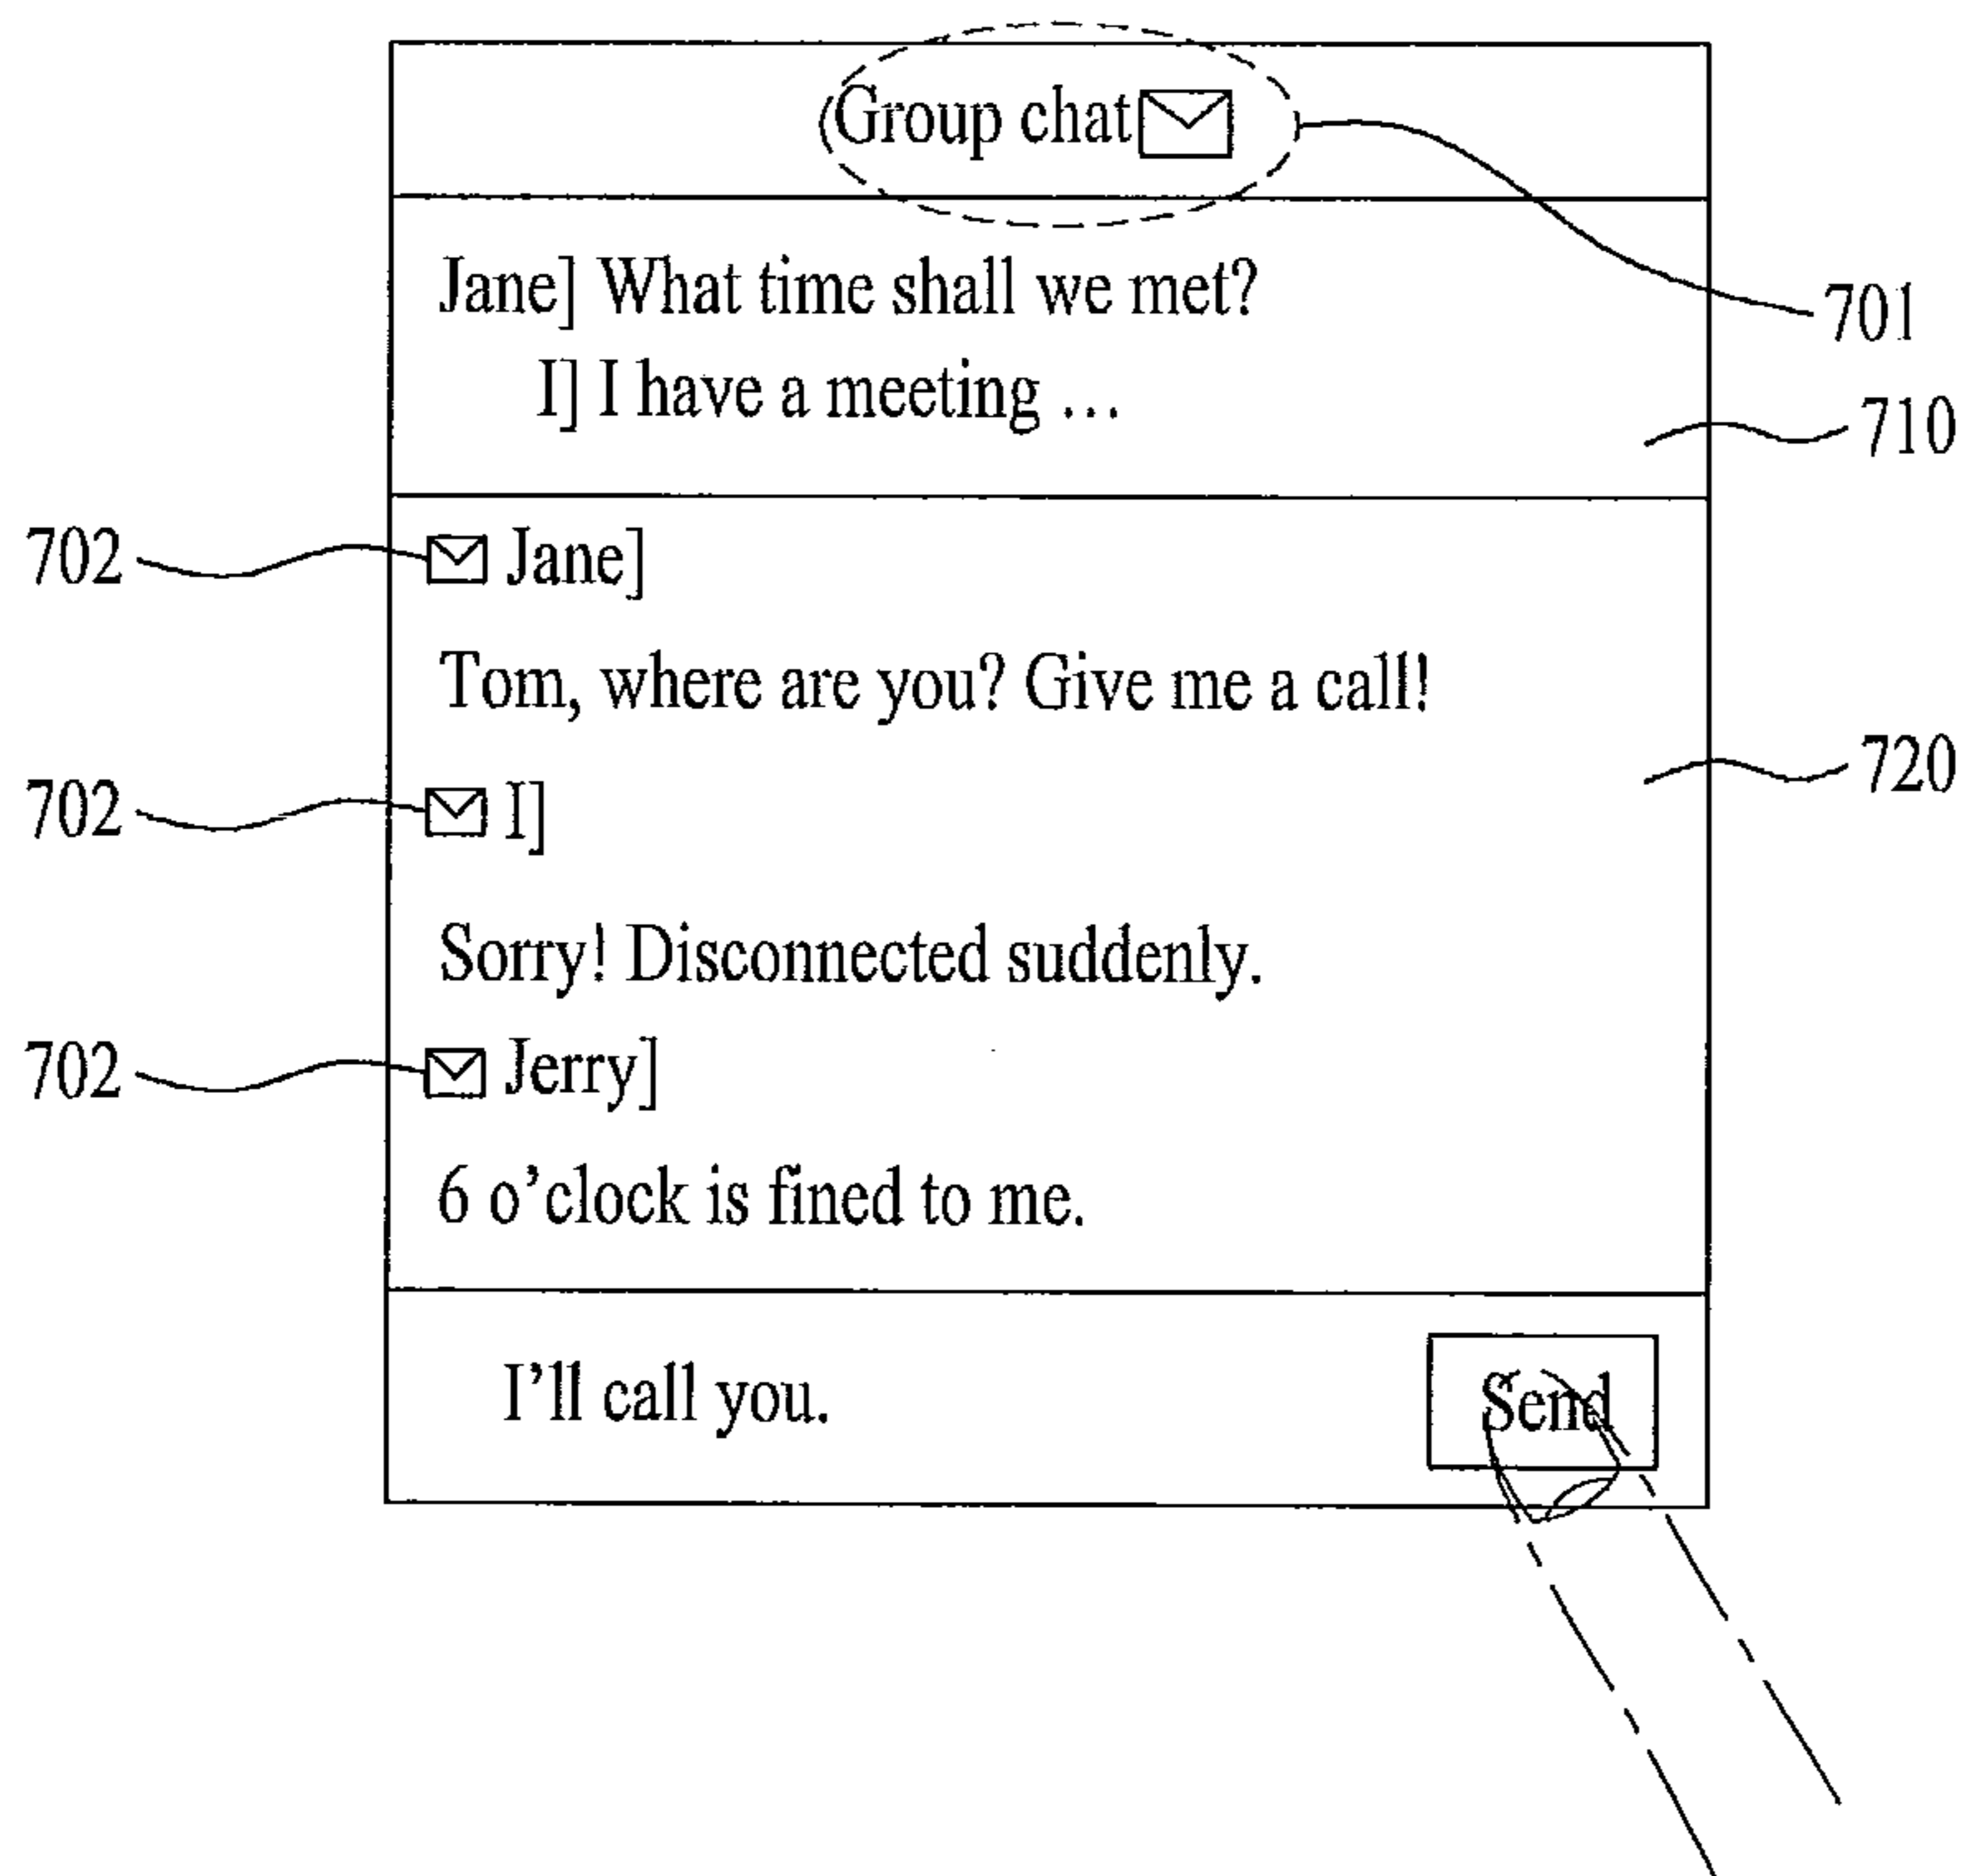 Group chat
701
Jane] What time shall we met?
I] I have a meeting ...
710
702 Jane]
Tom, where are you? Give me a call!
720
702 I]
Sorry! Disconnected suddenly.
702 Jerry]
6 o’clock is fined to me.
I’ll call you. Send